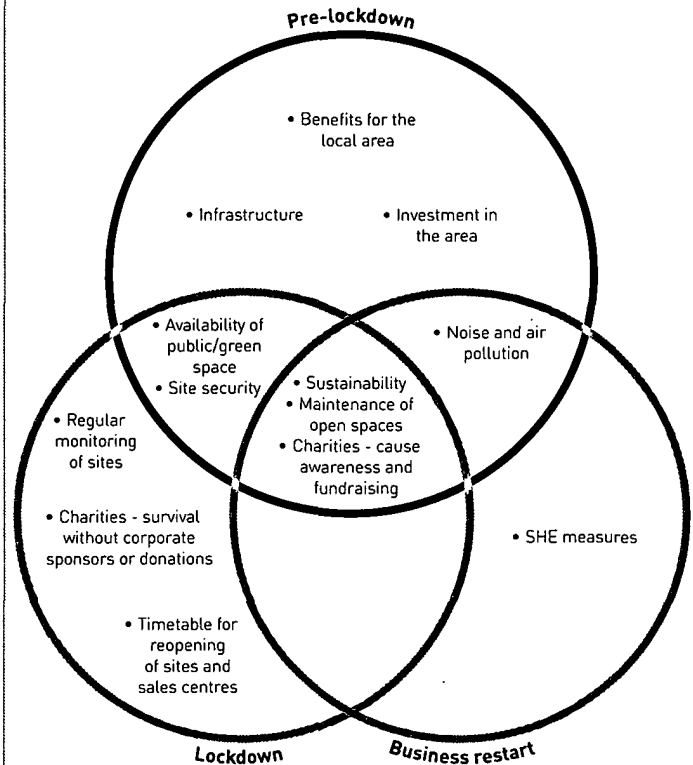 Pre-lockdown
• Benefits for the
local area
• Infrastructure
• Investment in
the area
• Availability of
public/green
space
• Site security
• Noise and air
pollution
• Sustainability
• Maintenance of
open spaces
• Charities - cause
awareness and
fundraising
• Regular
monitoring
of sites
• Charities - survival
without corporate
sponsors or donations
• Timetable for
reopening
of sites and
sales centres
• SHE measures
Lockdown
Business restart